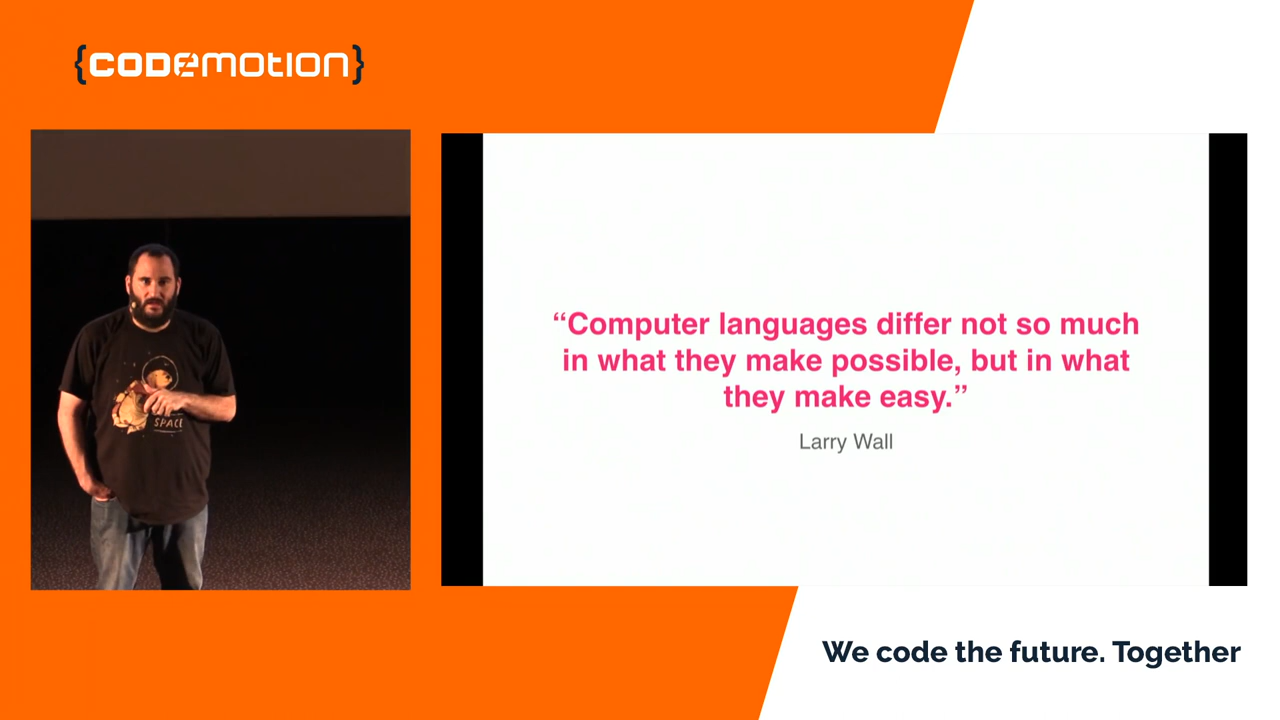 {CODEMOTION}
“Computer languages differ not so much
in what they make possible, but in what
they make easy.”
Larry Wall
SPACE
We code the future. Together